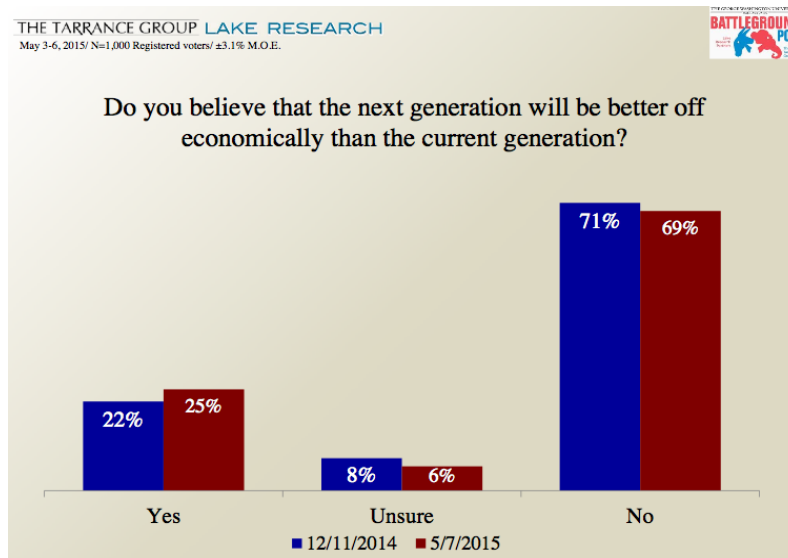 THE TARRANCE GROUP LAKE RESEARCH
May 3-6, 2015/ N=1,000 Registered voters/ ±3.1% M.O.E.
BATTLEGROUN
PO
Do you believe that the next generation will be better off
economically than the current generation?
71%
69%
22%
25%
8%
6%
Yes
Unsure
No
12/11/2014
5/7/2015